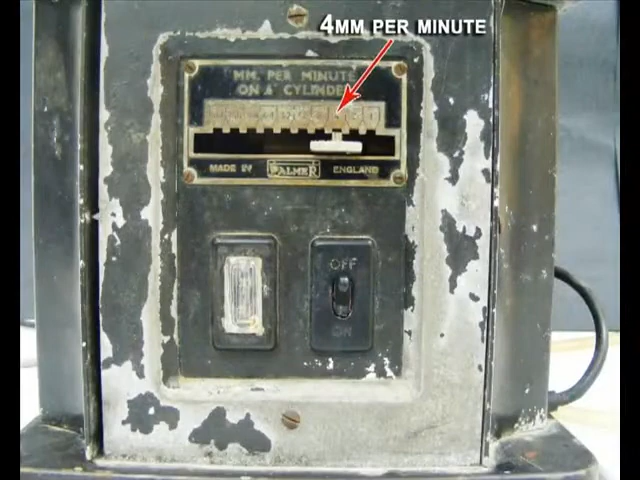 4MM PER MINUTE
MM. PER MINUTE
ON 6" CYLINDER
MADE IN PALMER ENGLAND
OFF
ON